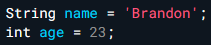 String name = 'Brandon';
int age = 23;